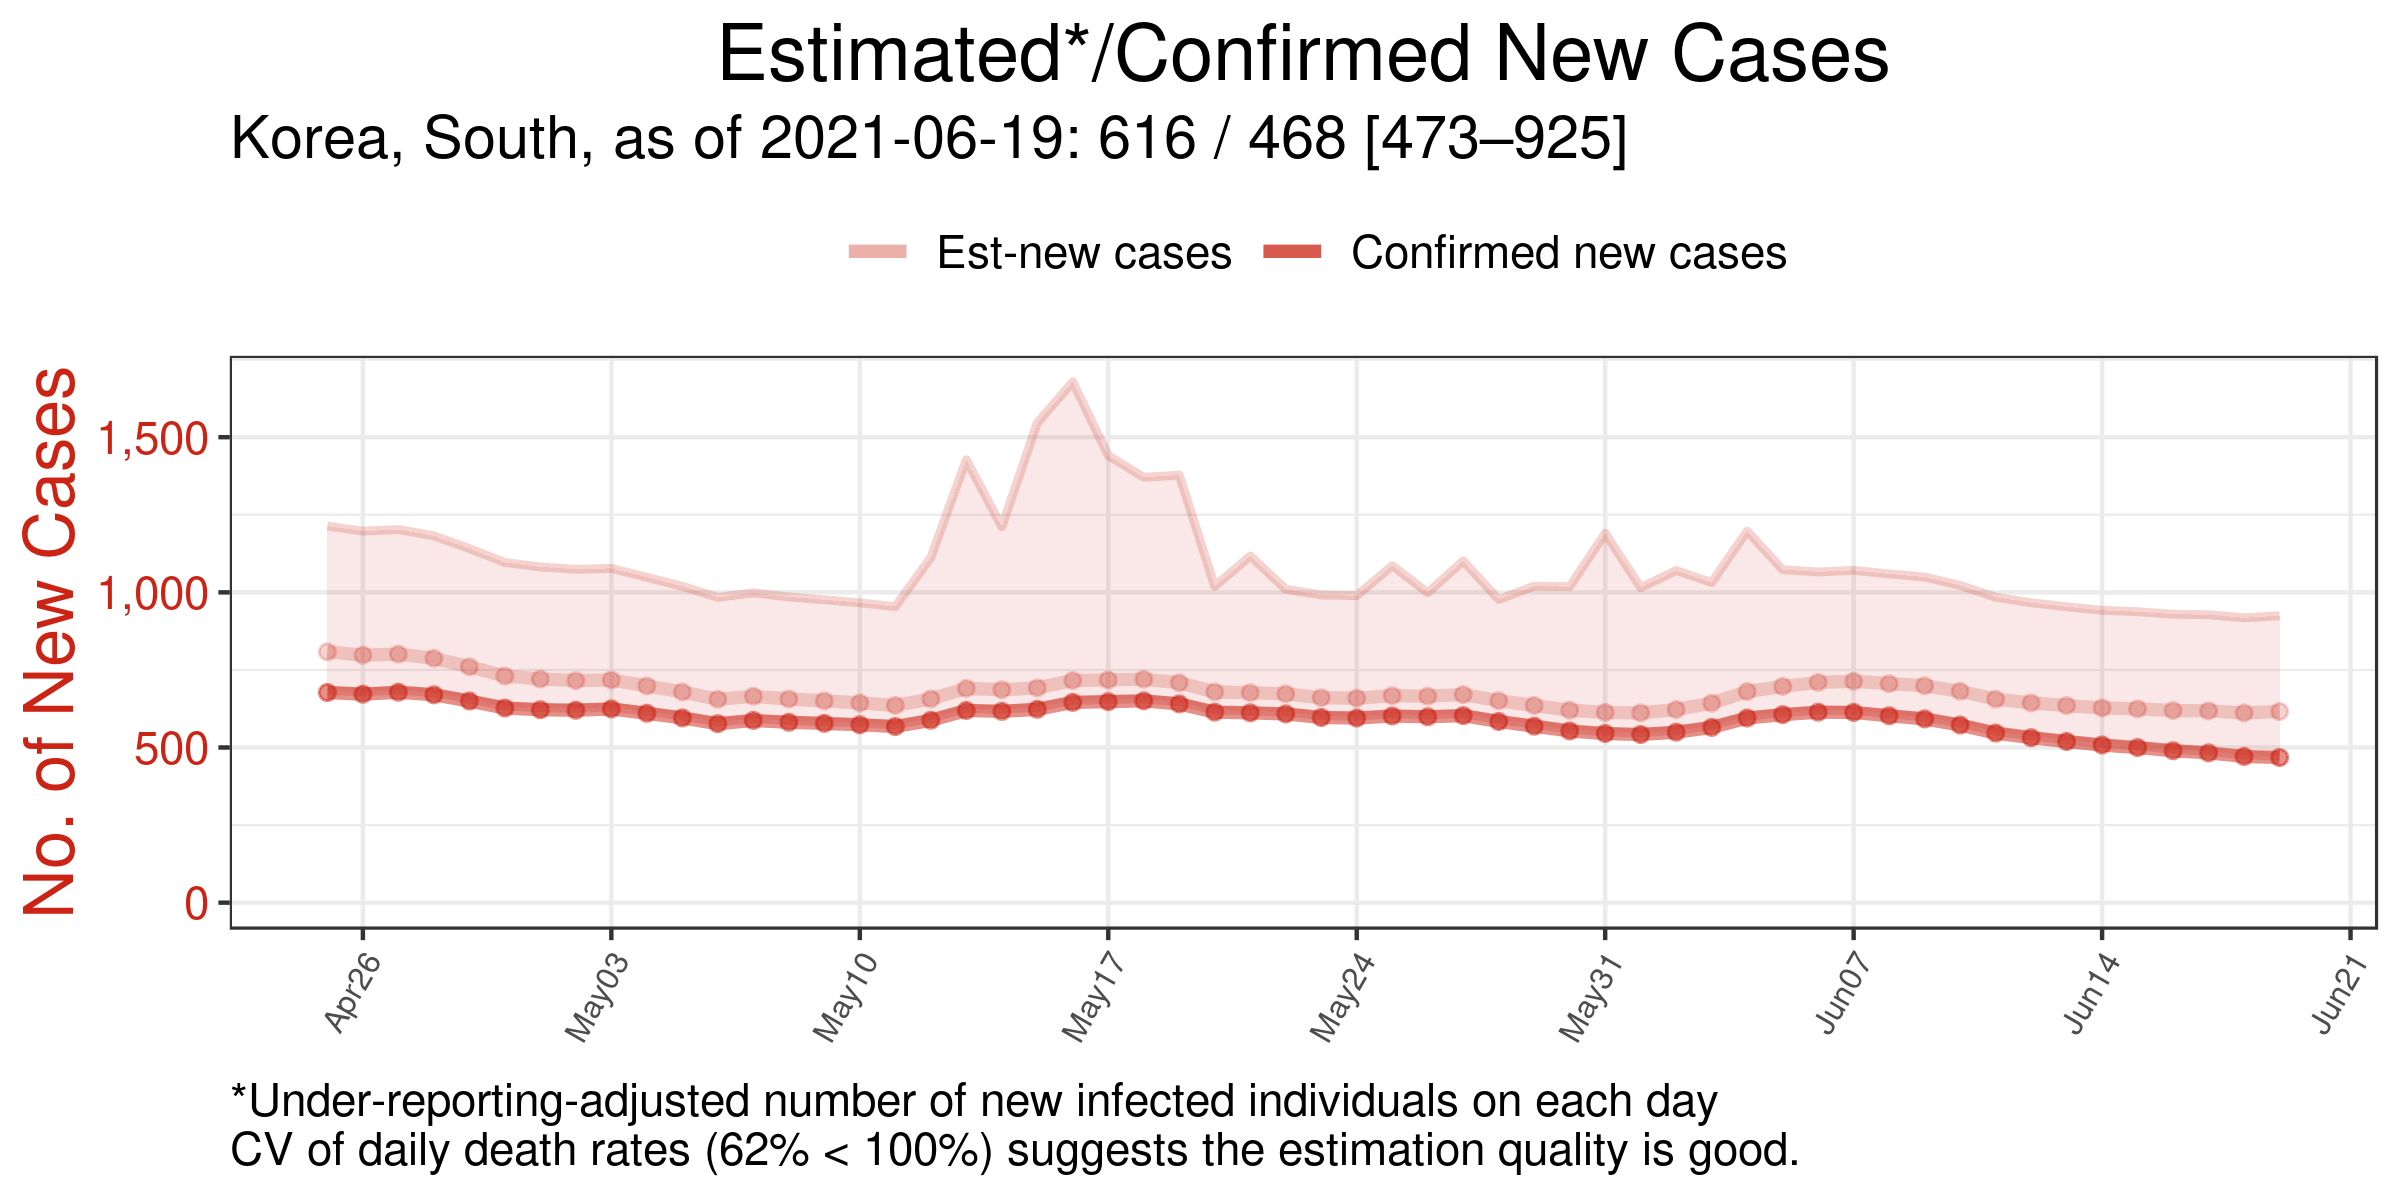 Estimated*/Confirmed New Cases
Korea, South, as of 2021-06-19: 616 / 468 [473–925]
Est-new cases
Confirmed new cases
No. of New Cases
1,500
1,000
500
0
Apr26
May03
May10
May17
May24
May31
Jun07
Jun14
Jun21
*Under-reporting-adjusted number of new infected individuals on each day
CV of daily death rates (62% < 100%) suggests the estimation quality is good.